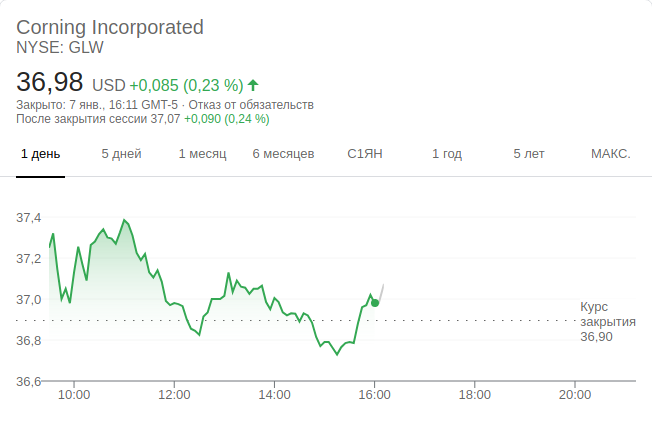 Corning Incorporated
NYSE: GLW
36,98 USD +0,085 (0,23 %)
Закрыто: 7 янв., 16:11 GMT-5 · Отказ от обязательств
После закрытия сессии 37,07 +0,090 (0,24 %)
1 день 5 дней 1 месяц 6 месяцев С1ЯН 1 год 5 лет МАКС.
37,4
37,2
37,0
36,8
36,6
Курс
закрытия
36,90
10:00 12:00 14:00 16:00 18:00 20:00